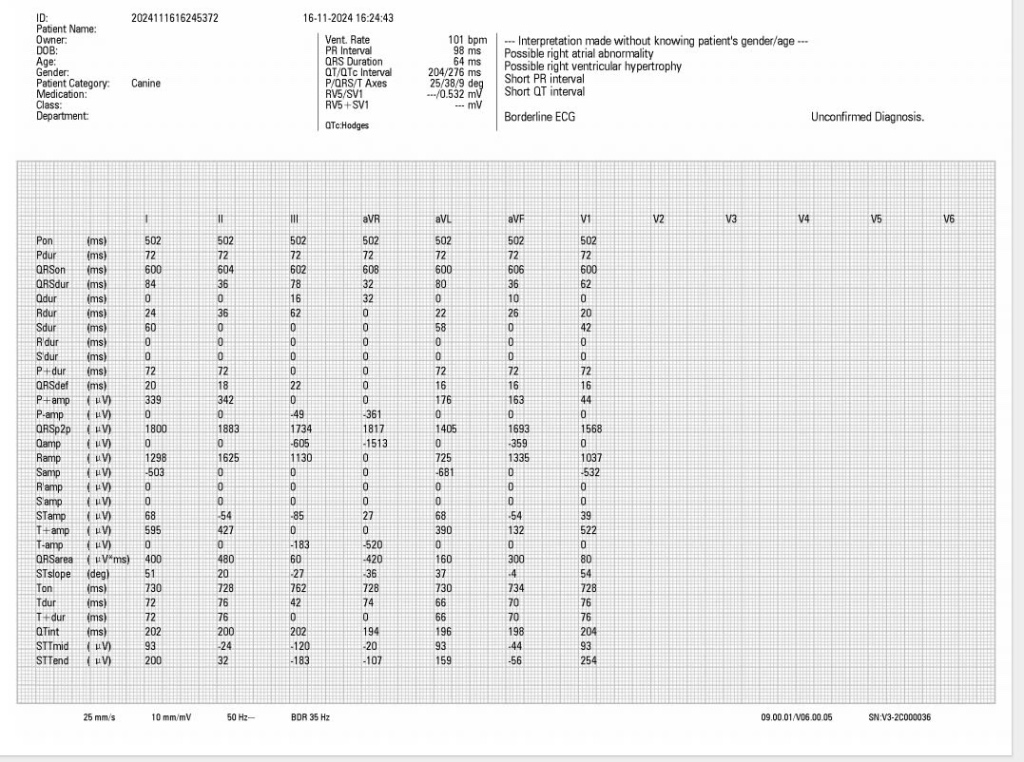 ID: 2024111616245372 16-11-2024 16:24:43
Patient Name:
Owner: Vent. Rate 101 bpm --- Interpretation made without knowing patient's gender/age ---
DOB: PR Interval 98 ms Possible right atrial abnormality
Age: QRS Duration 64 ms Possible right ventricular hypertrophy
Gender: QT/QTc Interval 204/276 ms Short PR interval
Patient Category: Canine P/QRS/T Axes 25/38/9 deg Short QT interval
Medication: RV5/SV1 ---/0.532 mV
Class: RV5+SV1 --- mV
Department: Borderline ECG Unconfirmed Diagnosis.
QTc:Hodges
I II III aVR aVL aVF V1 V2 V3 V4 V5 V6
Pon (ms) 502 502 502 502 502 502 502
Pdur (ms) 72 72 72 72 72 72 72
QRSon (ms) 600 604 602 608 600 606 600
QRSdur (ms) 84 36 78 32 80 36 62
Qdur (ms) 0 0 16 32 0 10 0
Rdur (ms) 24 36 62 0 22 26 20
Sdur (ms) 60 0 0 0 58 0 42
R'dur (ms) 0 0 0 0 0 0 0
S'dur (ms) 0 0 0 0 0 0 0
P+dur (ms) 72 72 0 0 72 72 72
QRSdef (ms) 20 18 22 0 16 16 16
P+amp ( μV) 339 342 0 0 176 163 44
P-amp ( μV) 0 0 -49 -361 0 0 0
QRSp2p ( μV) 1800 1883 1734 1817 1405 1693 1568
Qamp ( μV) 0 0 -605 -1513 0 -359 0
Ramp ( μV) 1298 1625 1130 0 725 1335 1037
Samp ( μV) -503 0 0 0 -681 0 -532
R'amp ( μV) 0 0 0 0 0 0 0
S'amp ( μV) 0 0 0 0 0 0 0
STamp ( μV) 68 -54 -85 27 68 -54 39
T+amp ( μV) 595 427 0 0 390 132 522
T-amp ( μV) 0 0 -183 -520 0 0 0
QRSarea ( μV*ms) 400 480 60 -420 160 300 80
STslope (deg) 51 20 -27 -36 37 -4 54
Ton (ms) 730 728 762 728 730 734 728
Tdur (ms) 72 76 42 74 66 70 76
T+dur (ms) 72 76 0 0 66 70 76
QTint (ms) 202 200 202 194 196 198 204
STTmid ( μV) 93 -24 -120 -20 93 -44 93
STTend ( μV) 200 32 -183 -107 159 -56 254
25 mm/s 10 mm/mV 50 Hz--- BDR 35 Hz 09.00.01/V06.00.05 SN:V3-2C000036